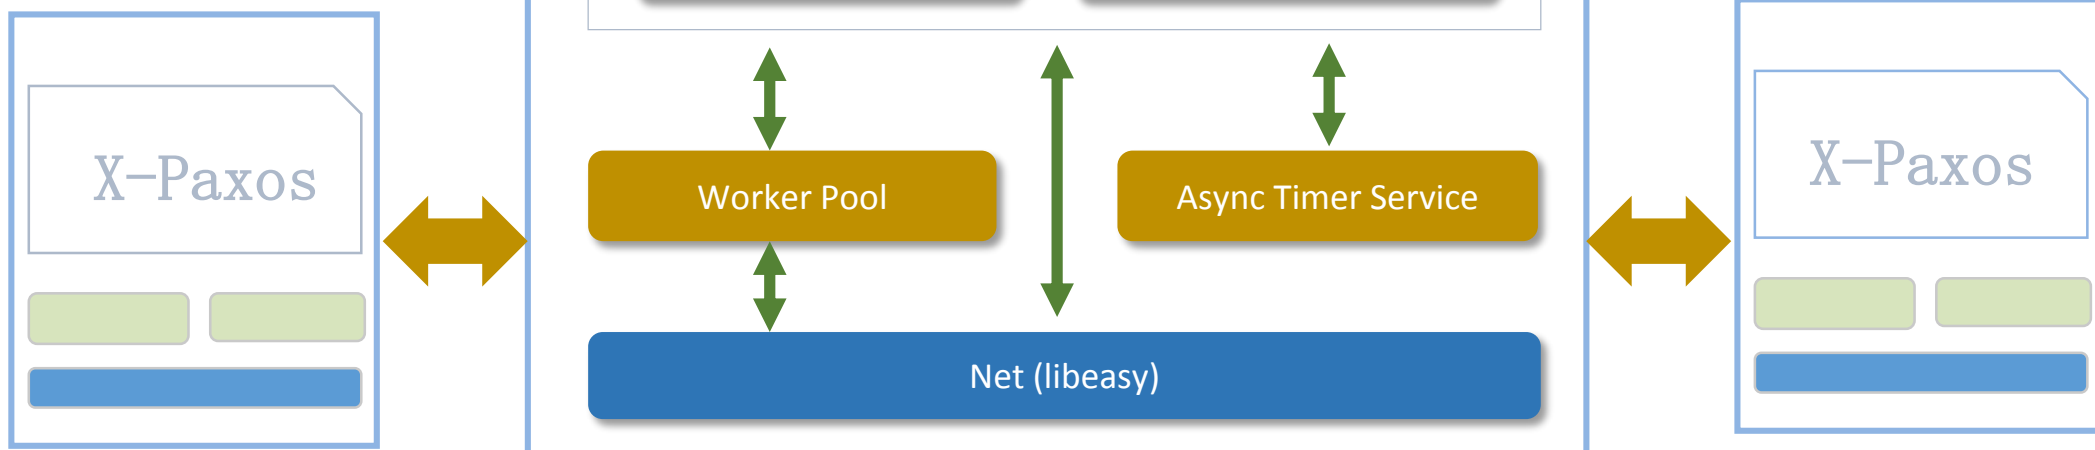 X-Paxos
Worker Pool
Async Timer Service
X-Paxos
Net (libeasy)